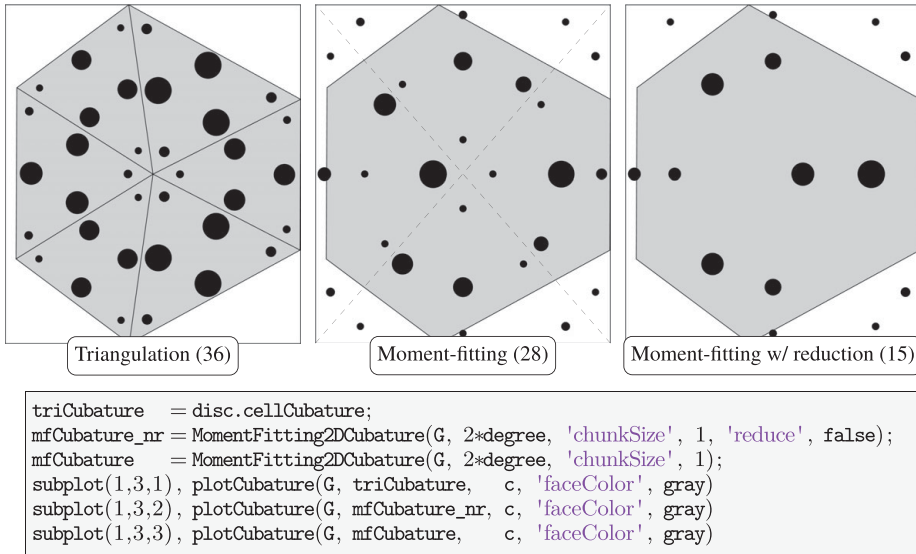 Triangulation (36)
Moment-fitting (28)
Moment-fitting w/ reduction (15)
triCubature = disc.cellCubature;
mfCubature_nr = MomentFitting2DCubature(G, 2*degree, 'chunkSize', 1, 'reduce', false);
mfCubature = MomentFitting2DCubature(G, 2*degree, 'chunkSize', 1);
subplot(1,3,1), plotCubature(G, triCubature, c, 'faceColor', gray)
subplot(1,3,2), plotCubature(G, mfCubature_nr, c, 'faceColor', gray)
subplot(1,3,3), plotCubature(G, mfCubature, c, 'faceColor', gray)